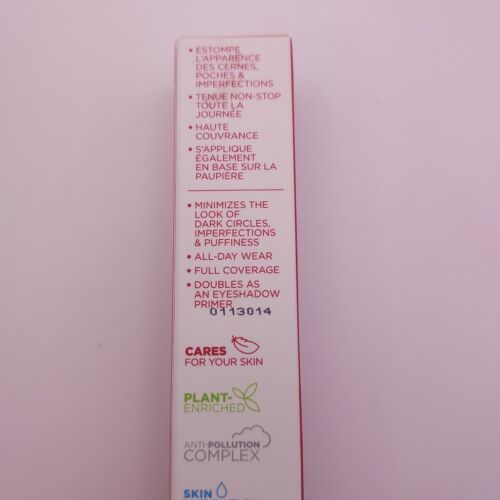 • ESTOMPE
L'APPARENCE
DES CERNES,
POCHES &
IMPERFECTIONS
• TENUE NON-STOP
TOUTE LA
JOURNÉE
• HAUTE
COUVRANCE
• S'APPLIQUE
ÉGALEMENT
EN BASE SUR LA
PAUPIÈRE
• MINIMIZES THE
LOOK OF
DARK CIRCLES,
IMPERFECTIONS
& PUFFINESS
• ALL-DAY WEAR
• FULL COVERAGE
• DOUBLES AS
AN EYESHADOW
PRIMER
0113014
CARES
FOR YOUR SKIN
PLANT-
ENRICHED
ANTI-POLLUTION
COMPLEX
SKIN